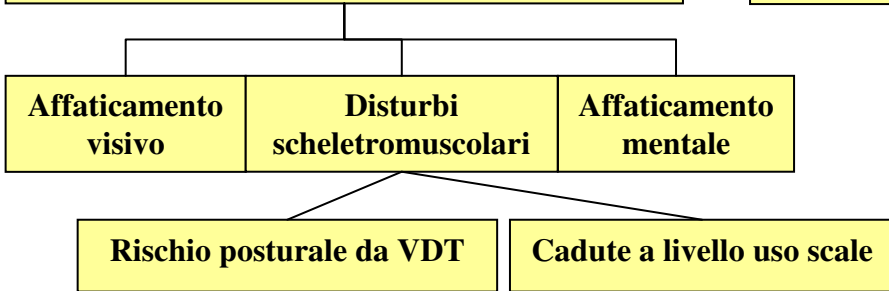 Affaticamento
visivo
Disturbi
scheletromuscolari
Affaticamento
mentale
Rischio posturale da VDT
Cadute a livello uso scale